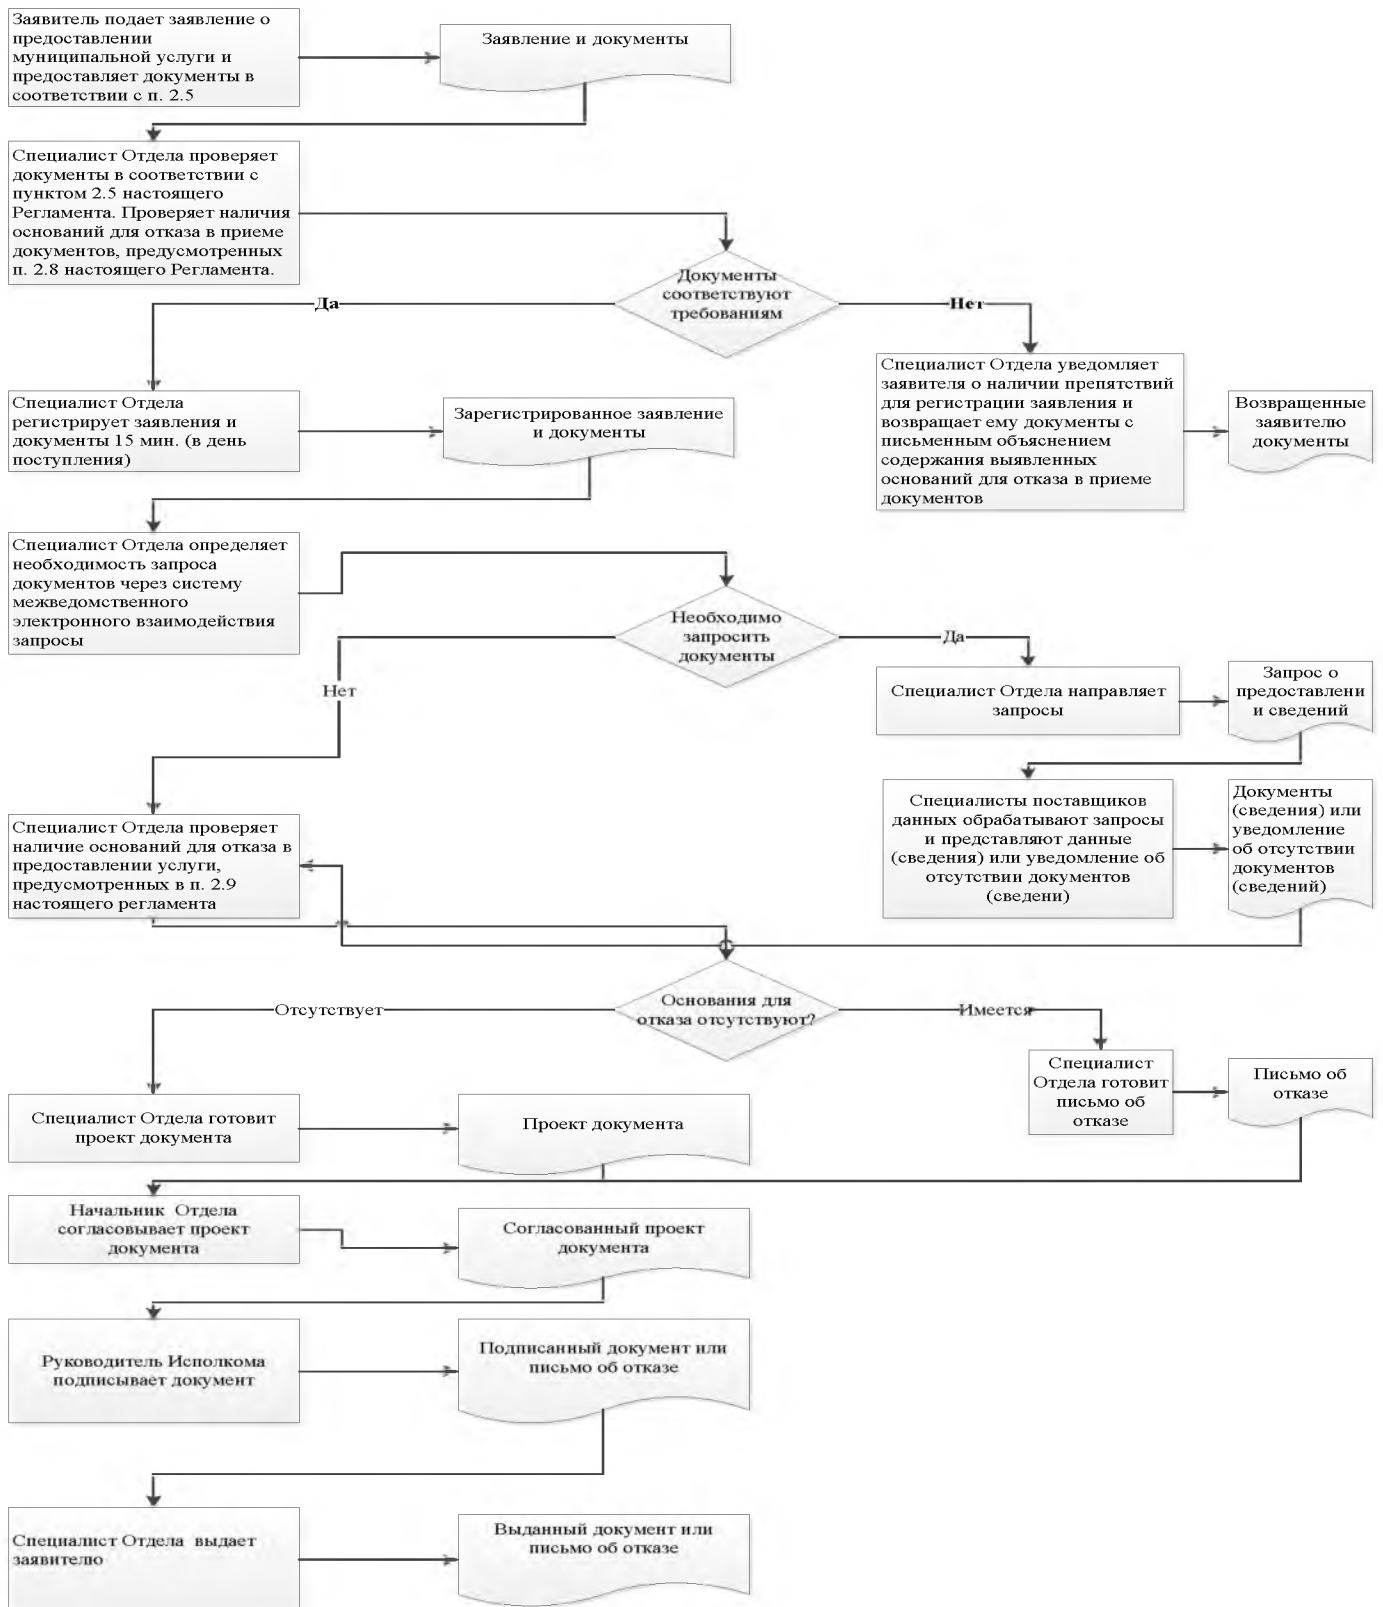 Заявитель подает заявление о
предоставлении
муниципальной услуги и
предоставляет документы в
соответствии с п. 2.5
Заявление и документы
Специалист Отдела проверяет
документы в соответствии с
пунктом 2.5 настоящего
Регламента. Проверяет наличия
оснований для отказа в приеме
документов, предусмотренных
п. 2.8 настоящего Регламента.
Документы
соответствуют
требованиям
Да
Нет
Специалист Отдела
регистрирует заявления и
документы 15 мин. (в день
поступления)
Зарегистрированное заявление
и документы
Специалист Отдела уведомляет
заявителя о наличии препятствий
для регистрации заявления и
возвращает ему документы с
письменным объяснением
содержания выявленных
оснований для отказа в приеме
документов
Возвращенные
заявителю
документы
Специалист Отдела определяет
необходимость запроса
документов через систему
межведомственного
электронного взаимодействия
запросы
Необходимо
запросить
документы
Да
Нет
Специалист Отдела направляет
запросы
Запрос о
предоставлени
и сведений
Специалисты поставщиков
данных обрабатывают запросы
и представляют данные
(сведения) или уведомление об
отсутствии документов
(сведени)
Документы
(сведения) или
уведомление
об отсутствии
документов
(сведений)
Специалист Отдела проверяет
наличие оснований для отказа в
предоставлении услуги,
предусмотренных в п. 2.9
настоящего регламента
Основания для
отказа отсутствуют?
Отсутствует
Имеется
Специалист
Отдела готовит
письмо об
отказе
Письмо об
отказе
Специалист Отдела готовит
проект документа
Проект документа
Начальник Отдела
согласовывает проект
документа
Согласованный проект
документа
Руководитель Исполкома
подписывает документ
Подписанный документ или
письмо об отказе
Специалист Отдела выдает
заявителю
Выданный документ или
письмо об отказе